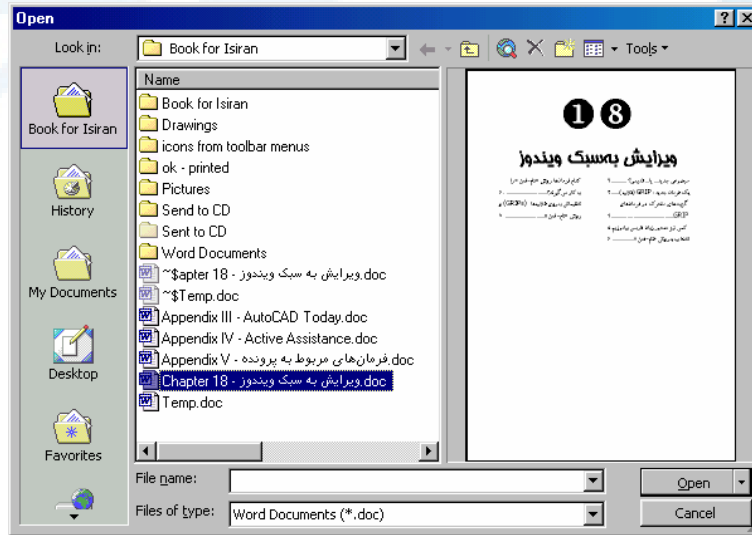 Open
Look in:
Book for Isiran
Tools
Book for Isiran
History
My Documents
Desktop
Favorites
Name
Book for Isiran
Drawings
icons from toolbar menus
ok - printed
Pictures
Send to CD
Sent to CD
Word Documents
~$apter 18 - ویرایش به سبک ویندوز.doc
~$Temp.doc
Appendix III - AutoCAD Today.doc
Appendix IV - Active Assistance.doc
Appendix V - فرمان‌های مربوط به پرونده.doc
Chapter 18 - ویرایش به سبک ویندوز.doc
Temp.doc
18
ویرایش به‌سبک ویندوز
File name:
Files of type:
Word Documents (*.doc)
Open
Cancel